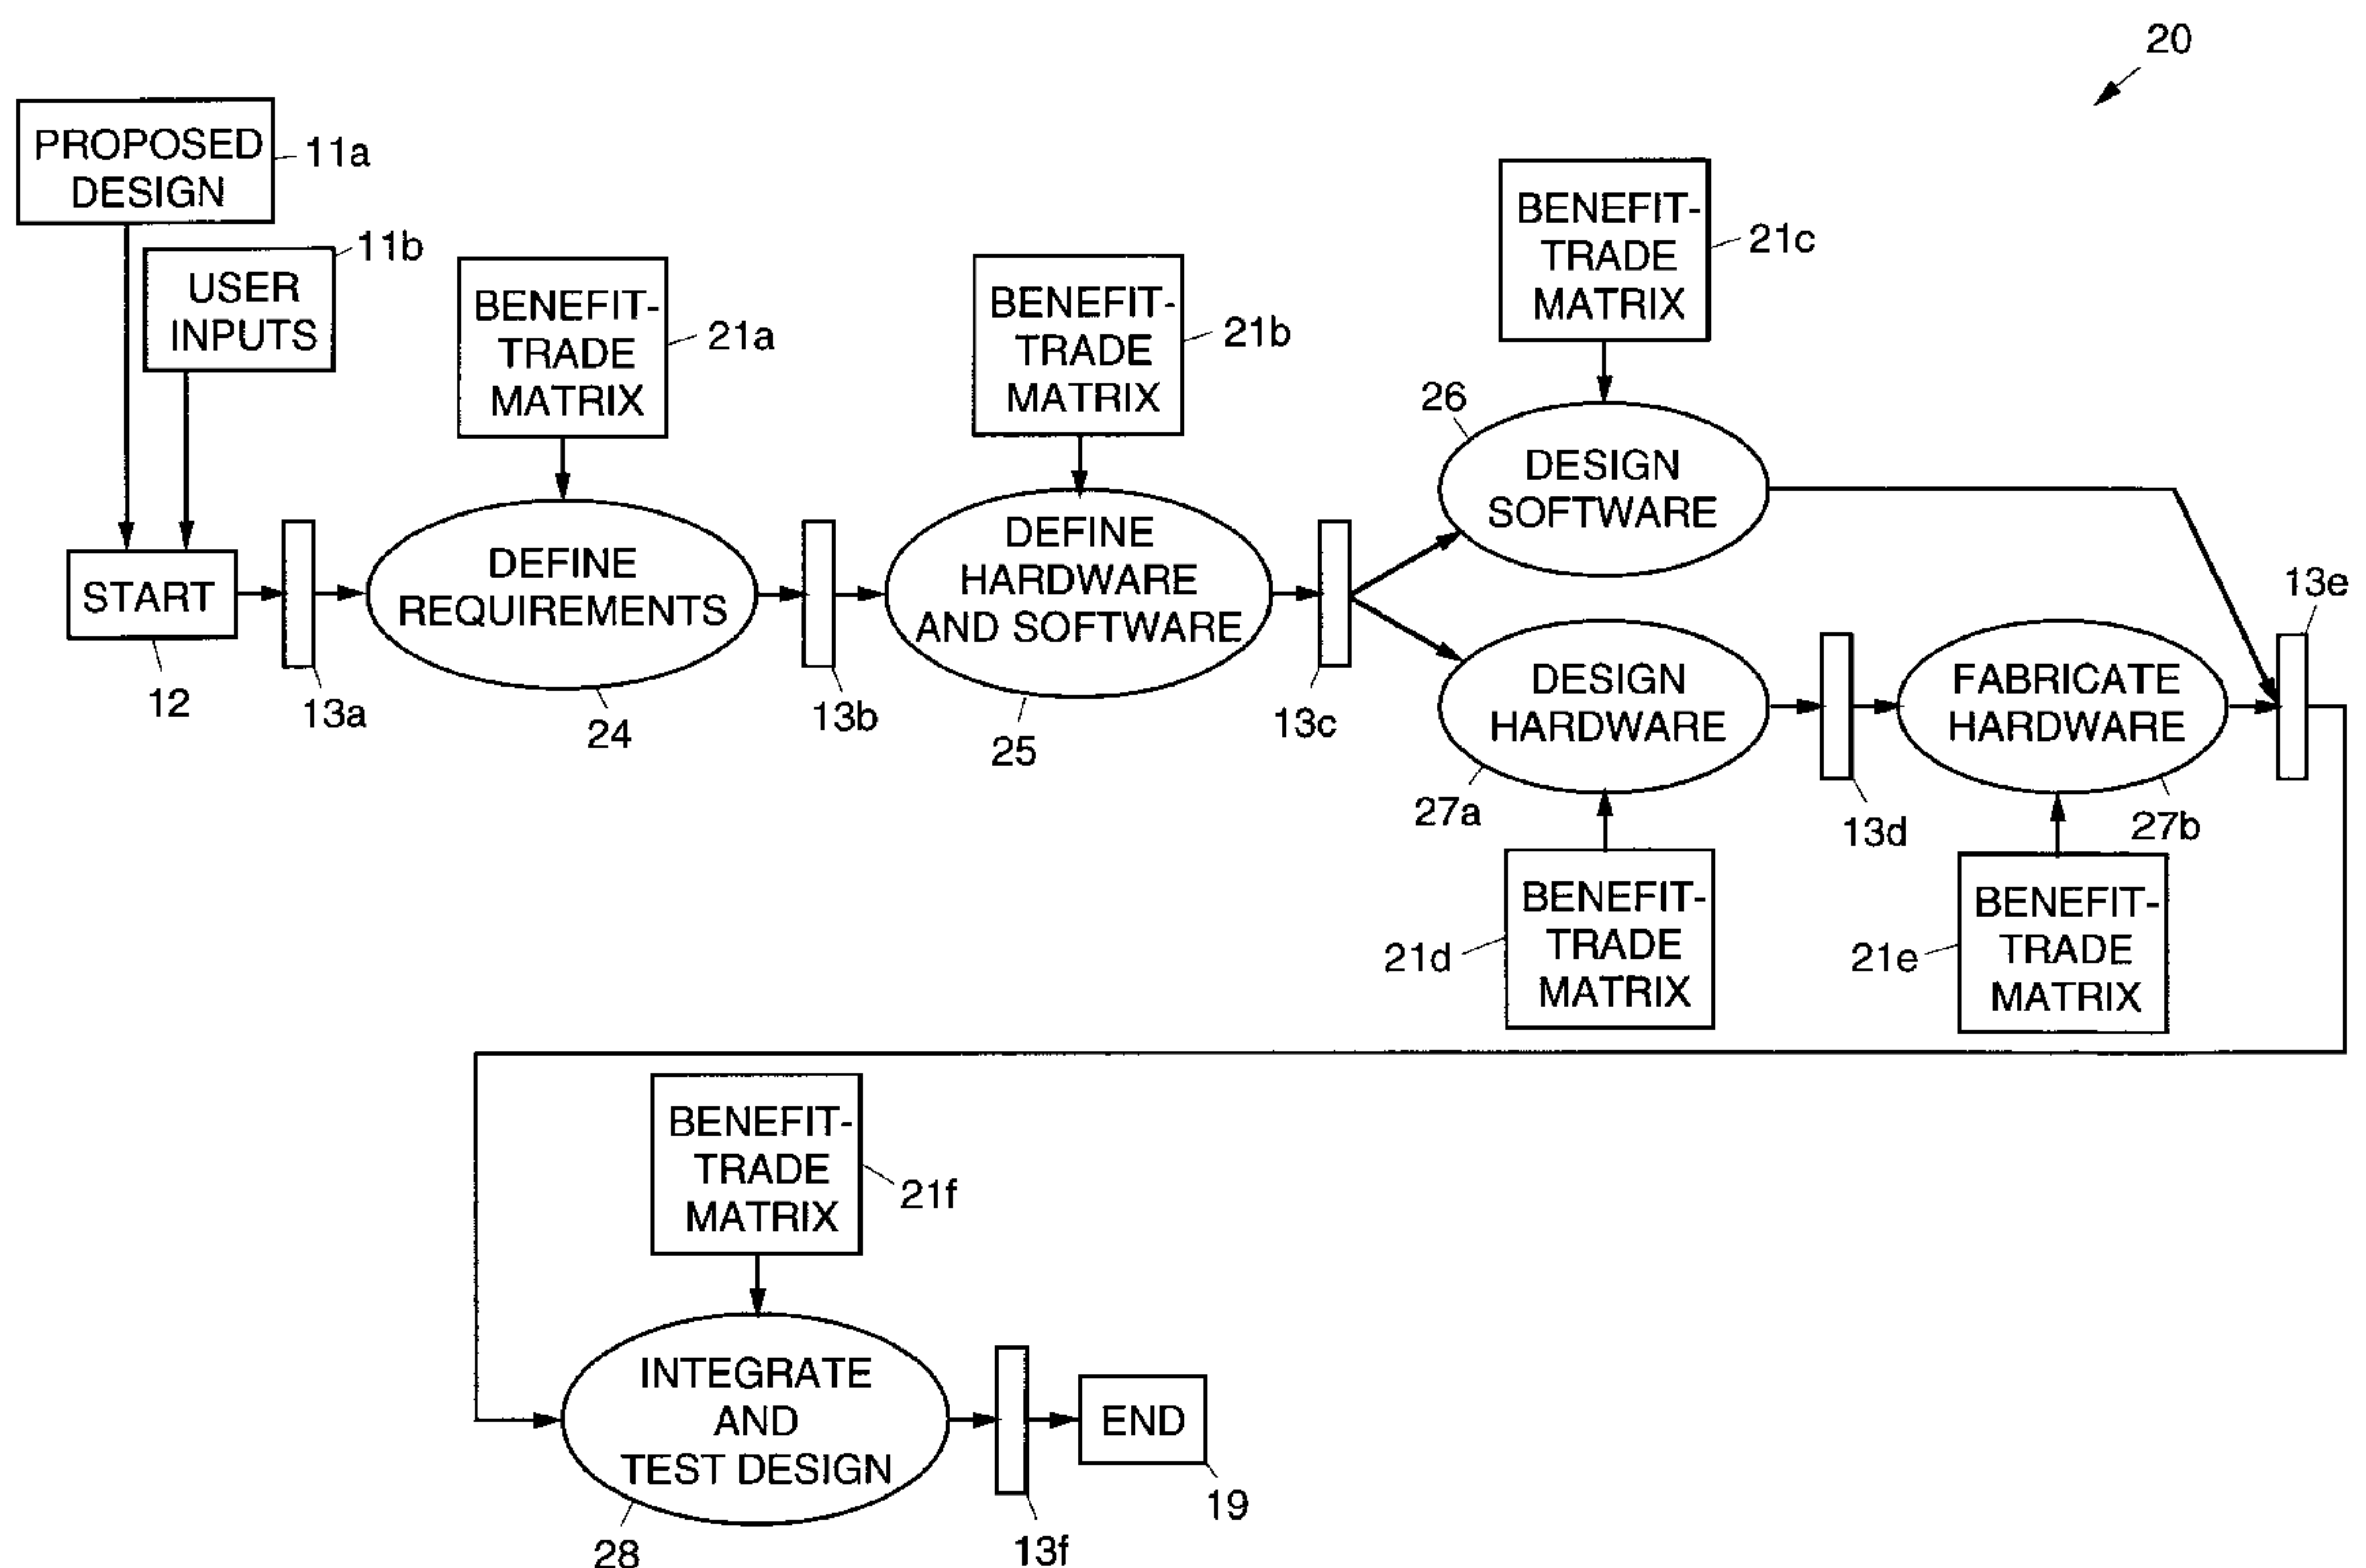 20
PROPOSED
DESIGN
11a
USER
INPUTS
11b
BENEFIT-
TRADE
MATRIX
21a
BENEFIT-
TRADE
MATRIX
21b
BENEFIT-
TRADE
MATRIX
21c
START
12
13a
DEFINE
REQUIREMENTS
24
13b
DEFINE
HARDWARE
AND SOFTWARE
25
13c
26
DESIGN
SOFTWARE
DESIGN
HARDWARE
27a
13d
FABRICATE
HARDWARE
27b
13e
BENEFIT-
TRADE
MATRIX
21d
BENEFIT-
TRADE
MATRIX
21e
BENEFIT-
TRADE
MATRIX
21f
INTEGRATE
AND
TEST DESIGN
28
13f
END
19